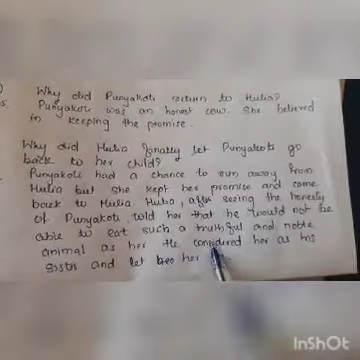 Why did Punyakoti return to Hulia?
Punyakoti was an honest cow. She believed
in keeping the promise.
Why did Hulia finally let Punyakoti go
back to her child?
Punyakoti had a chance to run away from
Hulia but she kept her promise and came
back to Hulia. Hulia, after seeing the honesty
of Punyakoti, told her that he would not be
able to eat such a truthful and noble
animal as her. He considered her as his
sister and let her
InShOt